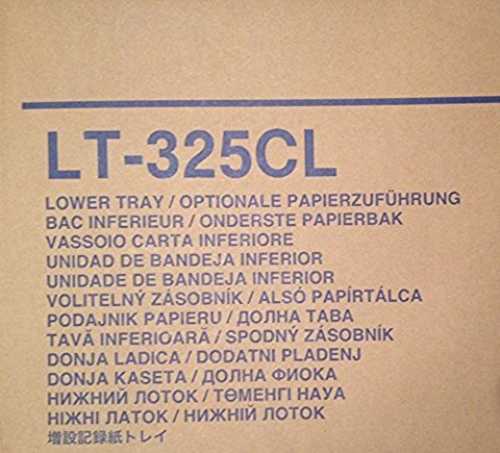 LT-325CL
LOWER TRAY / OPTIONALE PAPIERZUFÜHRUNG
BAC INFERIEUR / ONDERSTE PAPIERBAK
VASSOIO CARTA INFERIORE
UNIDAD DE BANDEJA INFERIOR
UNIDADE DE BANDEJA INFERIOR
VOLITELNÝ ZÁSOBNÍK / ALSÓ PAPÍRTÁLCA
PODAJNIK PAPIERU / ДОЛНА ТАВА
TAVĂ INFERIOARĂ / SPODNÝ ZÁSOBNÍK
DONJA LADICA / DODATNI PLADENJ
DONJA KASETA / ДОЛНА ФИОКА
НИЖНИЙ ЛОТОК / ТӨМЕНГІ НАУА
НІЖНІ ЛАТОК / НИЖНІЙ ЛОТОК
増設記録紙トレイ